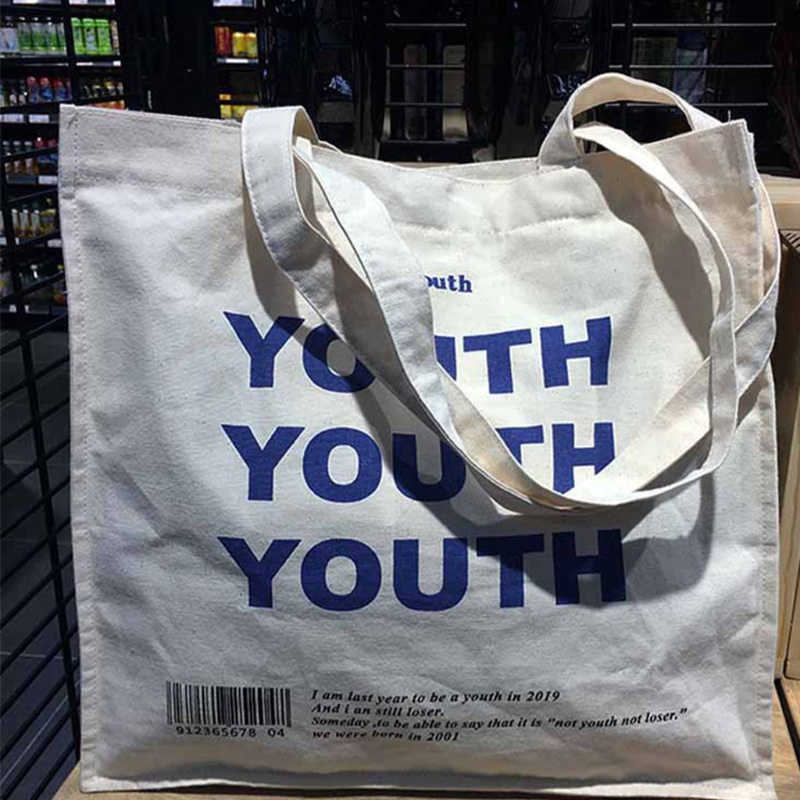 outh
YOUTH
YOUTH
YOUTH
I am last year to be a youth in 2019
And i an still loser.
Someday ,to be able to say that it is "not youth not loser."
we were born in 2001
912365678 04